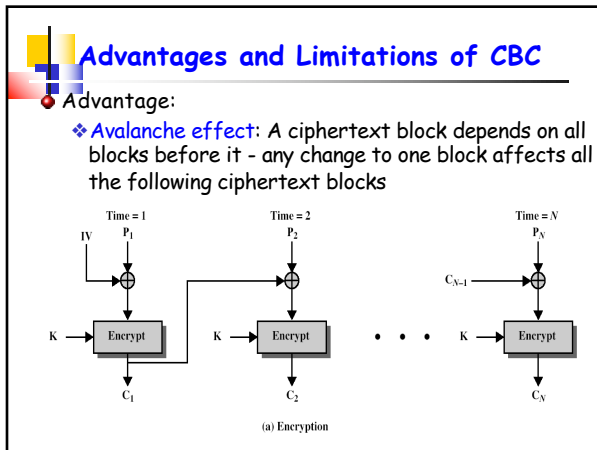 Advantages and Limitations of CBC
Advantage:
Avalanche effect: A ciphertext block depends on all
blocks before it - any change to one block affects all
the following ciphertext blocks
Time = 1
Time = 2
Time = N
IV
P1
P2
PN
CN–1
K
Encrypt
K
Encrypt
• • •
K
Encrypt
C1
C2
CN
(a) Encryption